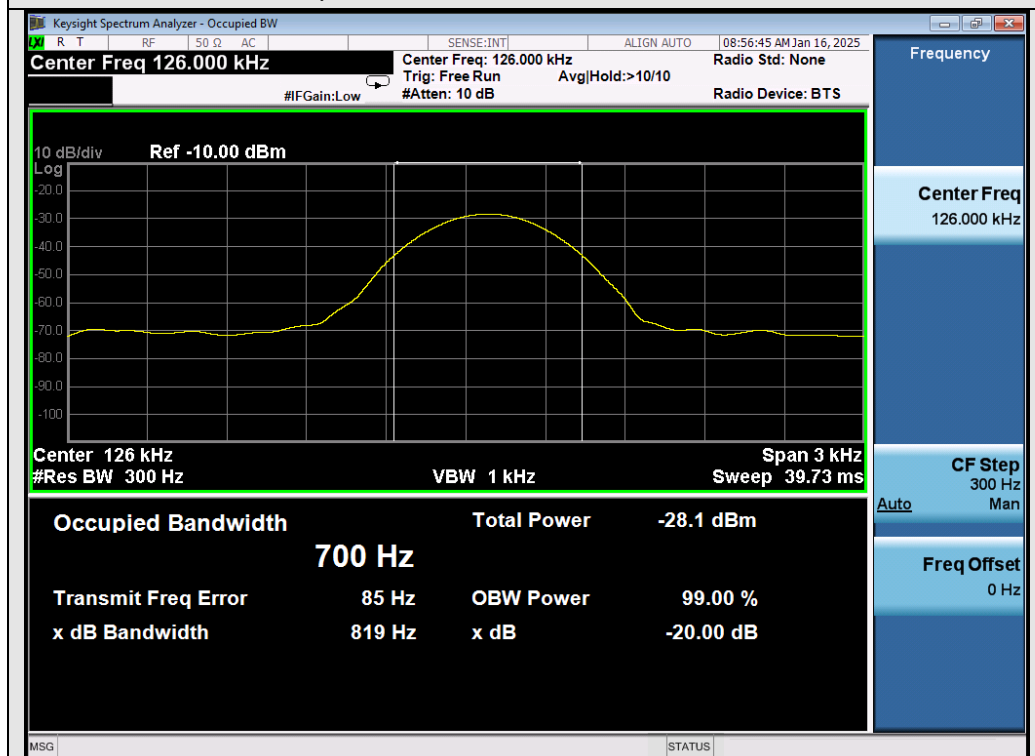 Keysight Spectrum Analyzer - Occupied BW
LXI R T RF 50 Ω AC SENSE:INT ALIGN AUTO 08:56:45 AM Jan 16, 2025
Center Freq 126.000 kHz
Center Freq: 126.000 kHz Radio Std: None
Trig: Free Run Avg|Hold:>10/10
#IFGain:Low #Atten: 10 dB Radio Device: BTS
10 dB/div Ref -10.00 dBm
Log
-20.0
-30.0
-40.0
-50.0
-60.0
-70.0
-80.0
-90.0
-100
Center 126 kHz Span 3 kHz
#Res BW 300 Hz VBW 1 kHz Sweep 39.73 ms
Occupied Bandwidth Total Power -28.1 dBm
700 Hz
Transmit Freq Error 85 Hz OBW Power 99.00 %
x dB Bandwidth 819 Hz x dB -20.00 dB
MSG STATUS
Frequency
Center Freq
126.000 kHz
CF Step
300 Hz
Auto Man
Freq Offset
0 Hz